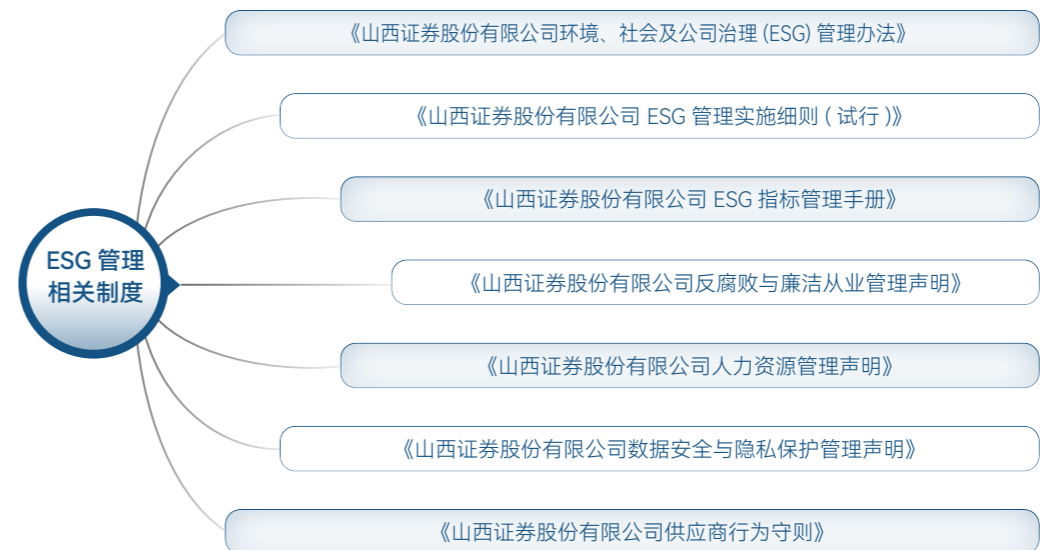 《山西证券股份有限公司环境、社会及公司治理 (ESG) 管理办法》
《山西证券股份有限公司 ESG 管理实施细则 ( 试行 )》
《山西证券股份有限公司 ESG 指标管理手册》
ESG 管理
相关制度
《山西证券股份有限公司反腐败与廉洁从业管理声明》
《山西证券股份有限公司人力资源管理声明》
《山西证券股份有限公司数据安全与隐私保护管理声明》
《山西证券股份有限公司供应商行为守则》